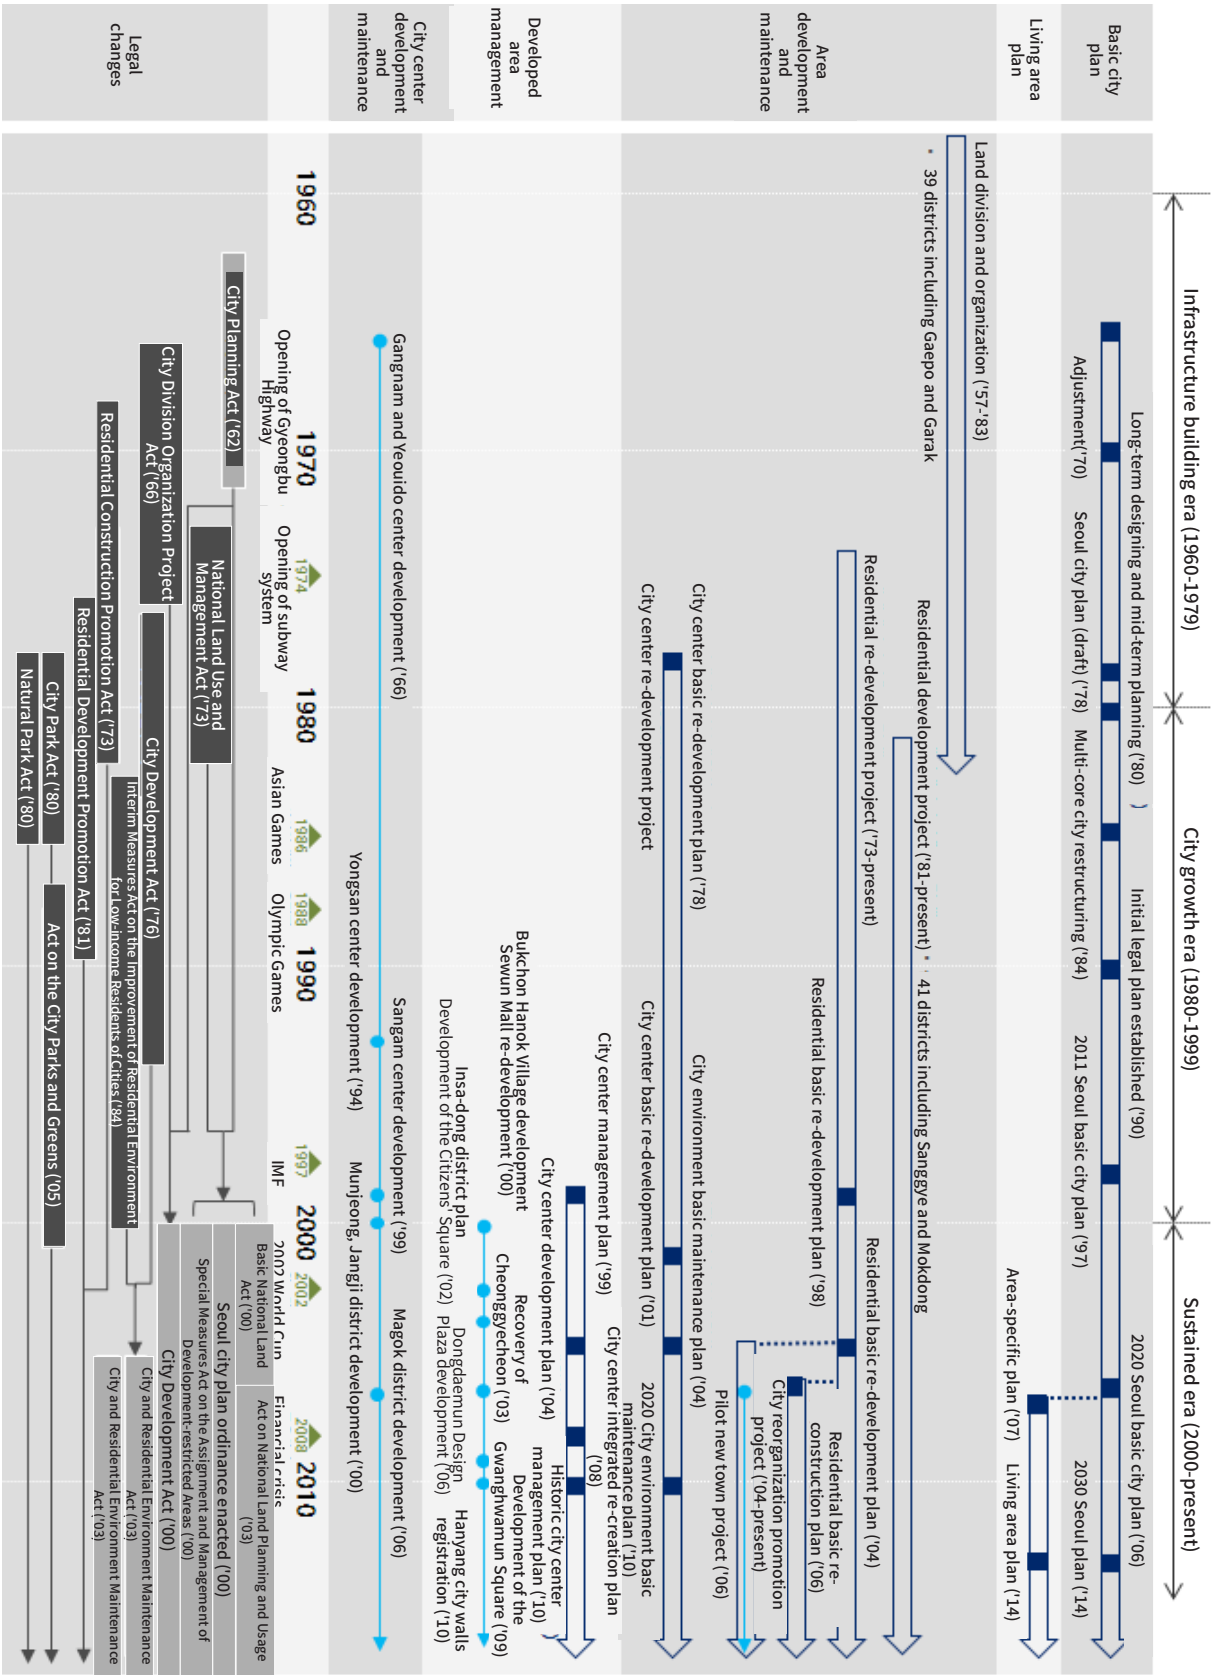 Infrastructure building era (1960-1979)
City growth era (1980-1999)
Sustained era (2000-present)
Basic city
plan
Long-term designing and mid-term planning ('80)
)
Initial legal plan established ('90)
2020 Seoul basic city plan ('06)
Adjustment('70)
Seoul city plan (draft) ('78)
Multi-core city restructuring ('84)
2011 Seoul basic city plan ('97)
2030 Seoul plan ('14)
Living area
plan
Area-specific plan ('07)
Living area plan ('14)
Area
development
and
maintenance
Land division and organization ('57-'83)
* 39 districts including Gaepo and Garak
Residential development project ('81-present) * 41 districts including Sanggye and Mokdong
Residential re-development project ('73-present)
Residential basic re-development plan ('04)
Residential basic re-development plan ('98)
Residential basic re-
construction plan ('06)
City reorganization promotion
project ('04-present)
Pilot new town project ('06)
City center basic re-development plan ('78)
City environment basic maintenance plan ('04)
City center re-development project
City center basic re-development plan ('01)
2020 City environment basic
maintenance plan ('10)
Developed
area
management
City center management plan ('99)
City center integrated re-creation plan
('08)
City center development plan ('04)
Historic city center
management plan ('10)
)
Bukchon Hanok Village development
Sewun Mall re-development ('00)
Recovery of
Cheonggyecheon ('03)
Development of the
Gwanghwamun Square ('09)
Insa-dong district plan
Development of the Citizens' Square ('02)
Dongdaemun Design
Plaza development ('06)
Hanyang city walls
registration ('10)
City center
development
and
maintenance
Gangnam and Yeouido center development ('66)
Sangam center development ('99)
Magok district development ('06)
Yongsan center development ('94)
Munjeong, Jangji district development ('00)
1960
1970
1980
1990
2000
2010
1974
1986
1988
1997
2002
2008
Opening of Gyeongbu
Highway
Opening of subway
system
Asian Games
Olympic Games
IMF
2002 World Cup
Financial crisis
Legal
changes
City Planning Act ('62)
National Land Use and
Management Act ('73)
Basic National Land
Act ('00)
Act on National Land Planning and Usage
('03)
Seoul city plan ordinance enacted ('00)
Special Measures Act on the Assignment and Management of
Development-restricted Areas ('00)
City Division Organization Project
Act ('66)
City Development Act ('76)
City Development Act ('00)
Interim Measures Act on the Improvement of Residential Environment
for Low-income Residents of Cities ('84)
City and Residential Environment Maintenance
Act ('03)
Residential Construction Promotion Act ('73)
City and Residential Environment Maintenance
Act ('03)
Residential Development Promotion Act ('81)
City Park Act ('80)
Act on the City Parks and Greens ('05)
Natural Park Act ('80)